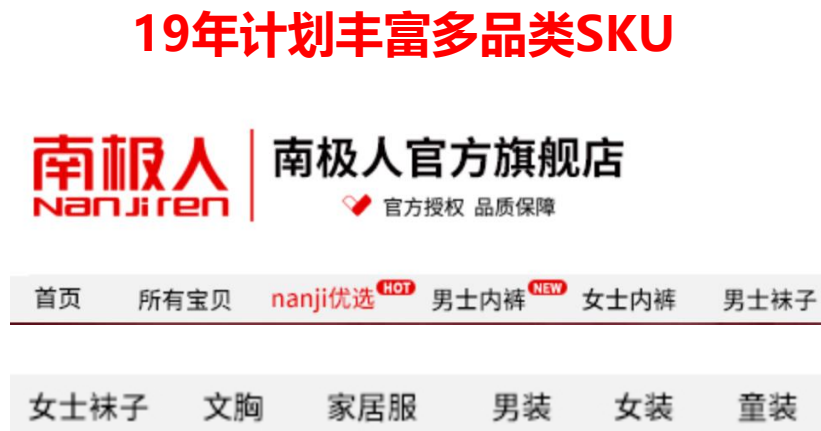 19年计划丰富多品类SKU
南极人 南极人官方旗舰店
Nanjiren 官方授权 品质保障
首页 所有宝贝 nanji优选 HOT 男士内裤 NEW 女士内裤 男士袜子
女士袜子 文胸 家居服 男装 女装 童装